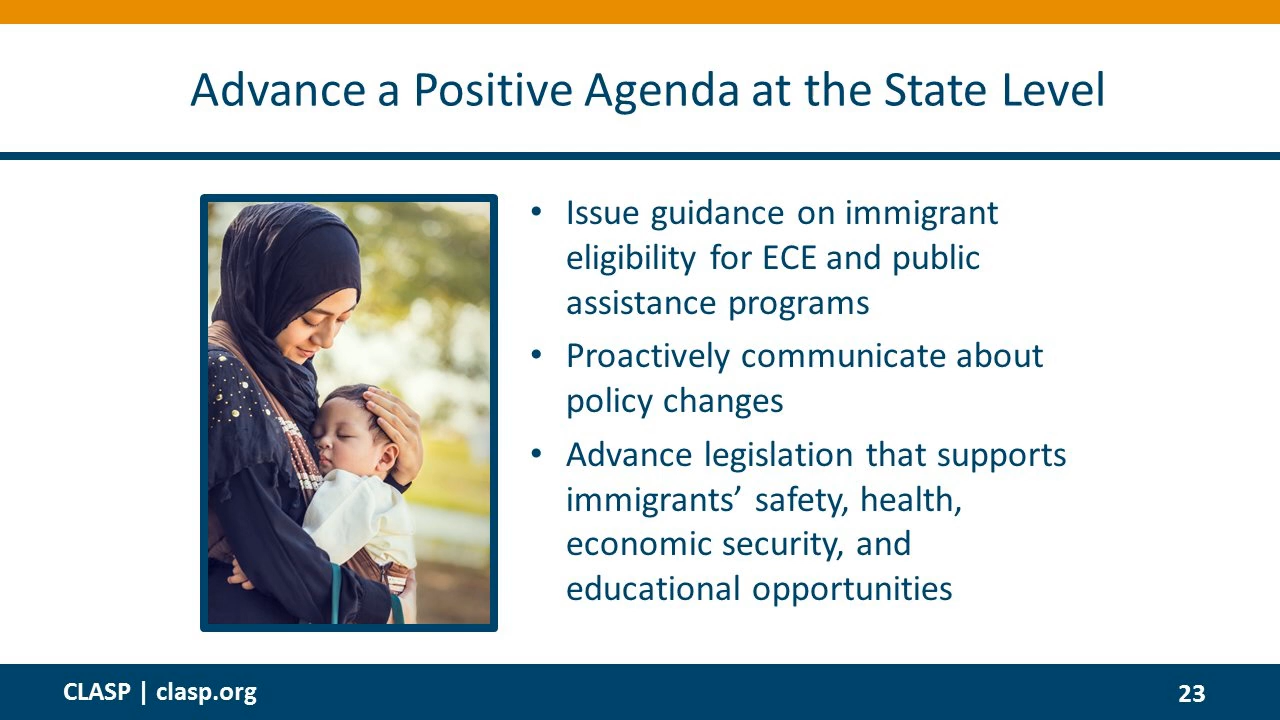 Advance a Positive Agenda at the State Level
• Issue guidance on immigrant
eligibility for ECE and public
assistance programs
• Proactively communicate about
policy changes
• Advance legislation that supports
immigrants’ safety, health,
economic security, and
educational opportunities
CLASP | clasp.org
23